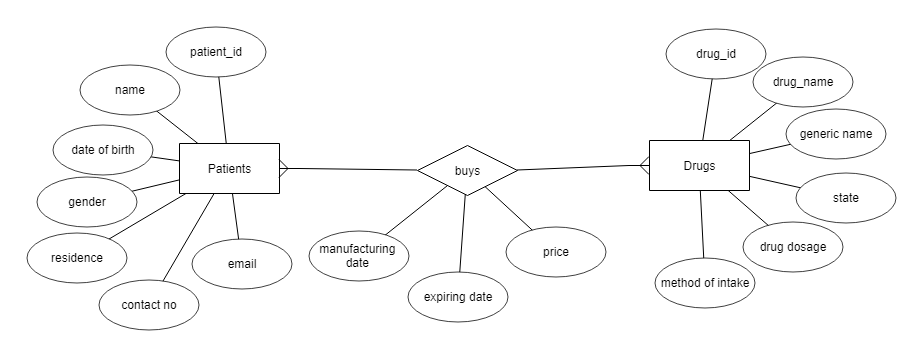 patient_id
name
date of birth
gender
residence
contact no
email
Patients
buys
manufacturing
date
expiring date
price
Drugs
drug_id
drug_name
generic name
state
drug dosage
method of intake